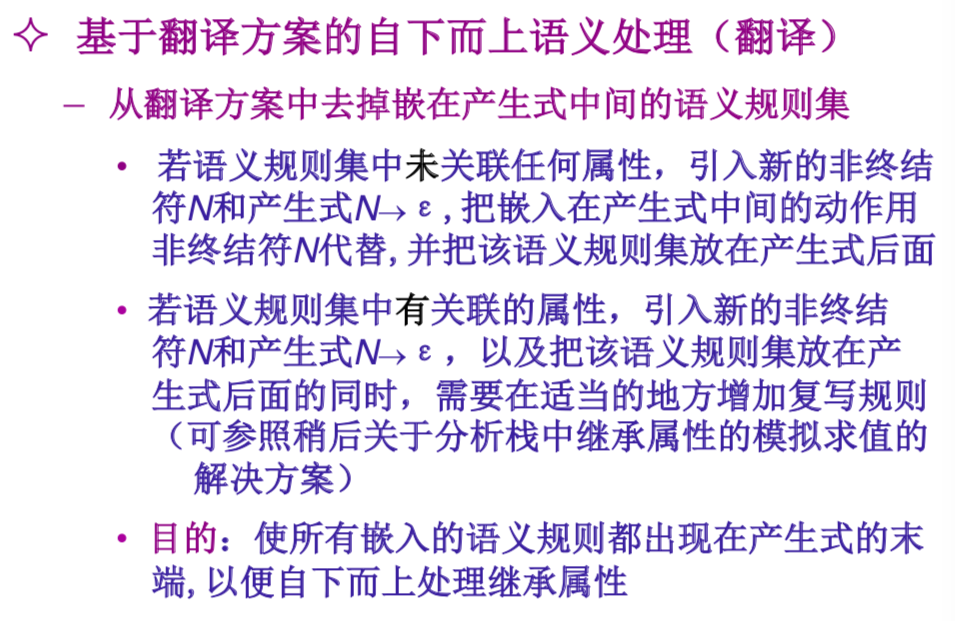 ✧ 基于翻译方案的自下而上语义处理（翻译）
– 从翻译方案中去掉嵌在产生式中间的语义规则集
• 若语义规则集中未关联任何属性，引入新的非终结
符N和产生式N→ ε ,把嵌入在产生式中间的动作用
非终结符N代替,并把该语义规则集放在产生式后面
• 若语义规则集中有关联的属性，引入新的非终结
符N和产生式N→ ε ，以及把该语义规则集放在产
生式后面的同时，需要在适当的地方增加复写规则
（可参照稍后关于分析栈中继承属性的模拟求值的
解决方案）
• 目的：使所有嵌入的语义规则都出现在产生式的末
端,以便自下而上处理继承属性